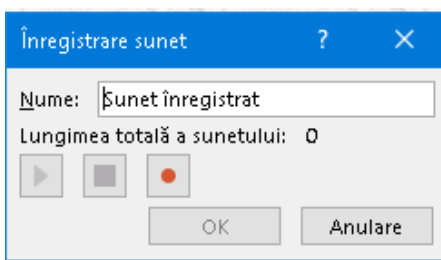 Înregistrare sunet ?
Nume: Sunet înregistrat
Lungimea totală a sunetului: 0
OK Anulare